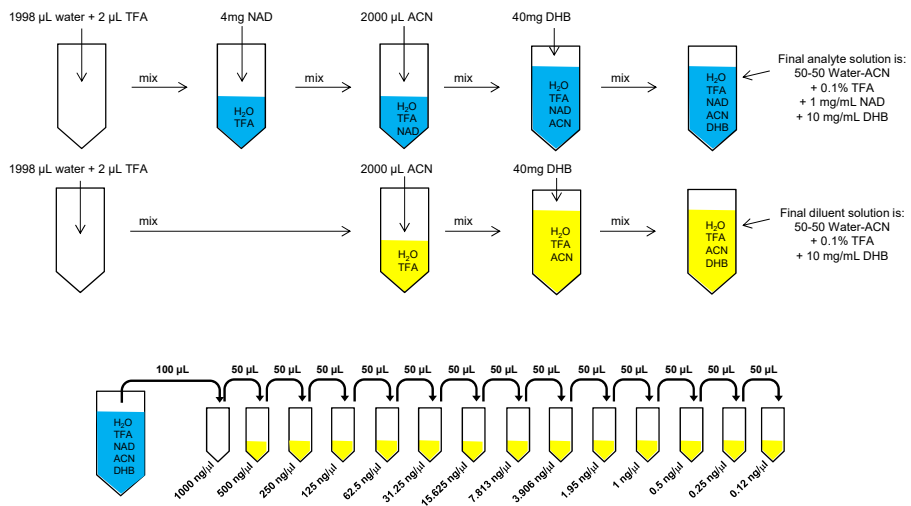 1998 µL water + 2 µL TFA
4mg NAD
2000 µL ACN
40mg DHB
mix
mix
mix
mix
H₂O
TFA
H₂O
TFA
NAD
H₂O
TFA
NAD
ACN
H₂O
TFA
NAD
ACN
DHB
Final analyte solution is:
50-50 Water-ACN
+ 0.1% TFA
+ 1 mg/mL NAD
+ 10 mg/mL DHB
1998 µL water + 2 µL TFA
2000 µL ACN
40mg DHB
mix
mix
mix
H₂O
TFA
H₂O
TFA
ACN
H₂O
TFA
ACN
DHB
Final diluent solution is:
50-50 Water-ACN
+ 0.1% TFA
+ 10 mg/mL DHB
100 µL
50 µL
50 µL
50 µL
50 µL
50 µL
50 µL
50 µL
50 µL
50 µL
50 µL
50 µL
50 µL
50 µL
H₂O
TFA
NAD
ACN
DHB
1000 ng/µl
500 ng/µl
250 ng/µl
125 ng/µl
62.5 ng/µl
31.25 ng/µl
15.625 ng/µl
7.813 ng/µl
3.906 ng/µl
1.95 ng/µl
1 ng/µl
0.5 ng/µl
0.25 ng/µl
0.12 ng/µl